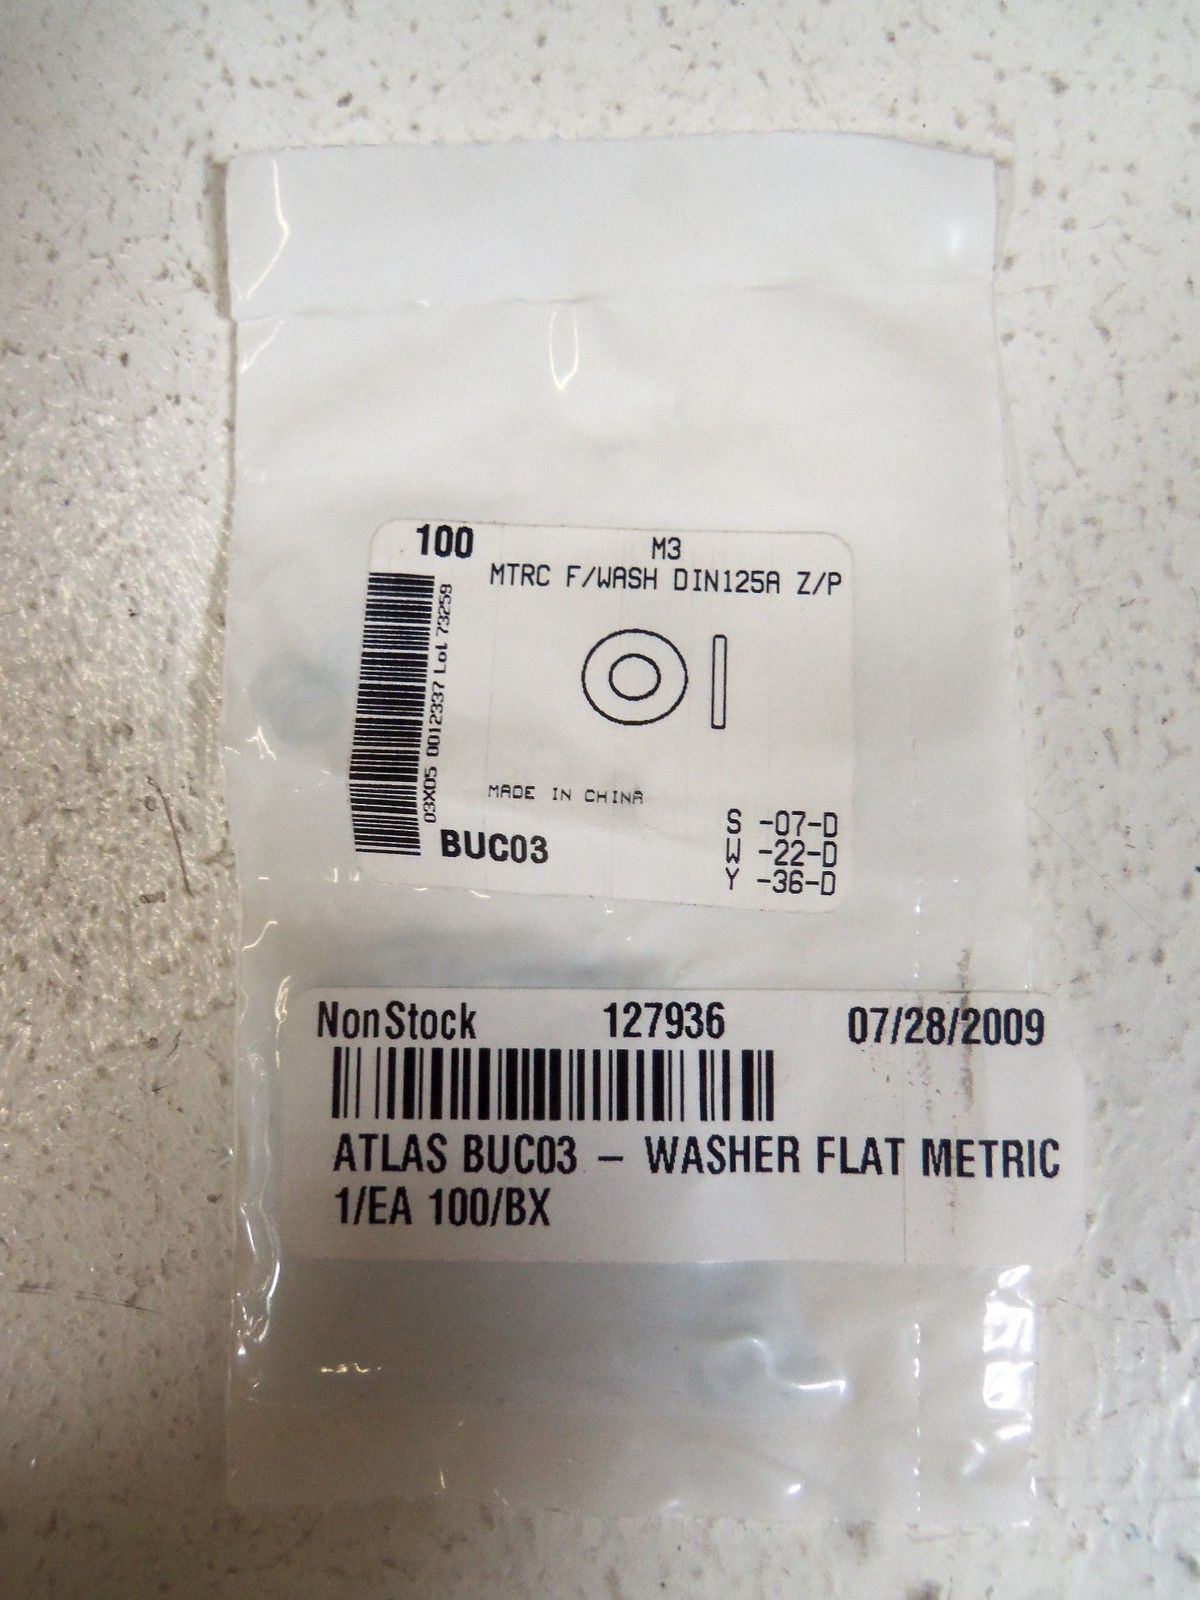 100
M3
MTRC F/WASH DIN125A Z/P
03X05 0012337 Lot 73259
MADE IN CHINA
BUC03
S -07-D
W -22-D
Y -36-D
NonStock 127936 07/28/2009
ATLAS BUC03 – WASHER FLAT METRIC
1/EA 100/BX